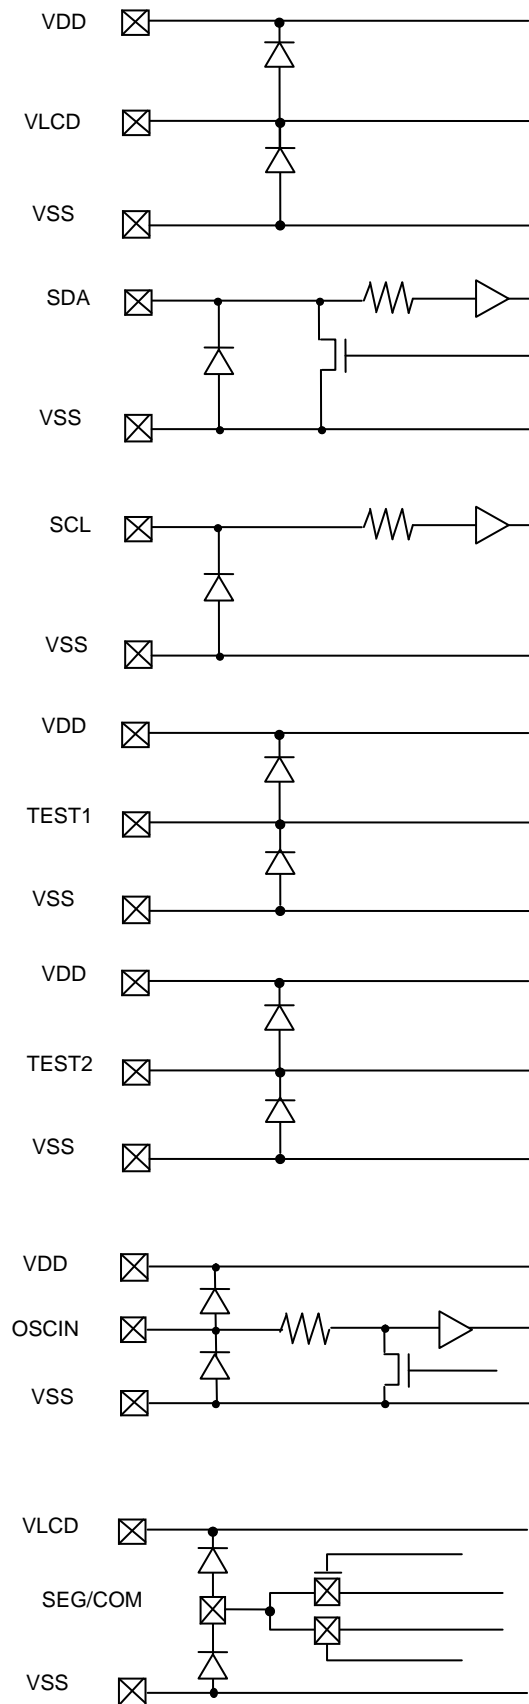 VDD
VLCD
VSS
SDA
VSS
SCL
VSS
VDD
TEST1
VSS
VDD
TEST2
VSS
VDD
OSCIN
VSS
VLCD
SEG/COM
VSS